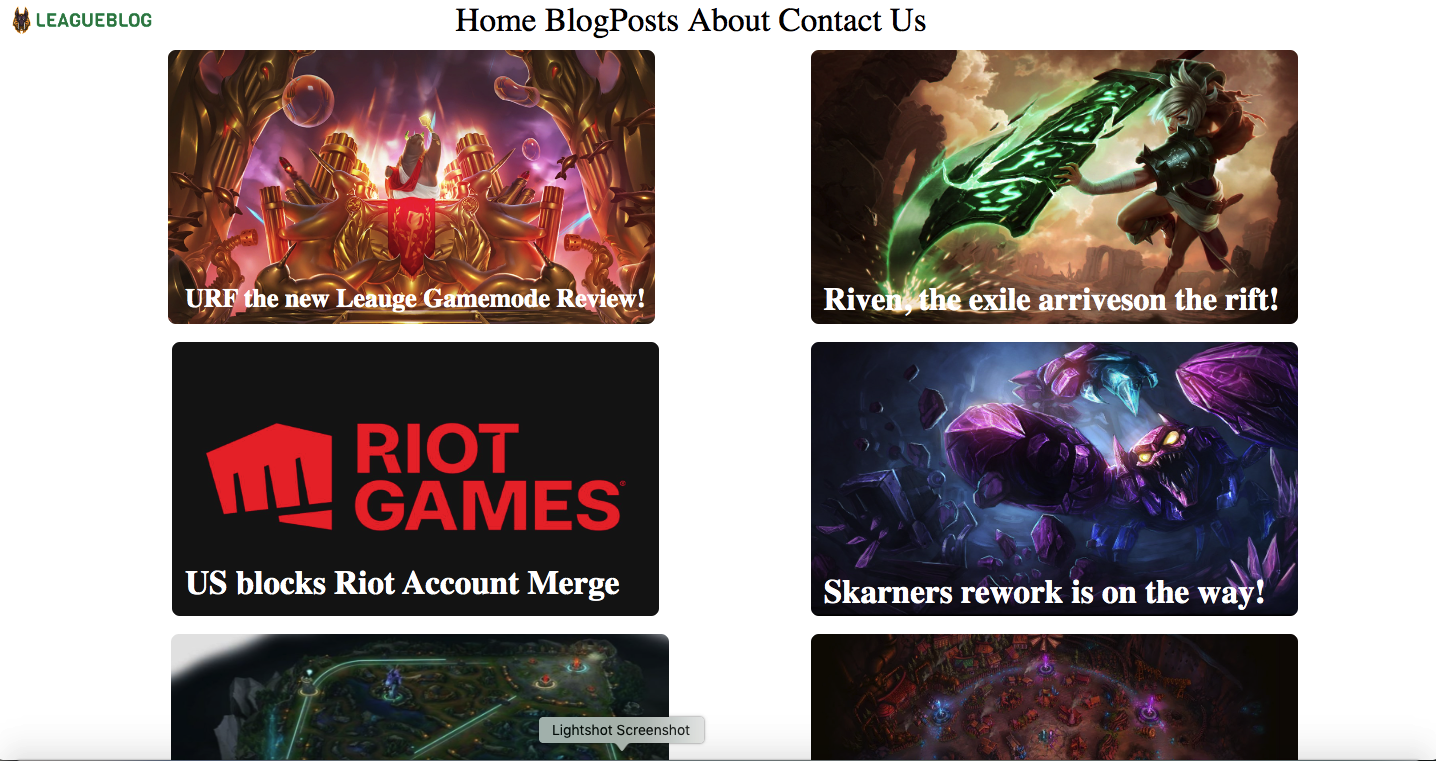 LEAGUEBLOG
Home BlogPosts About Contact Us
URF the new Leauge Gamemode Review!
Riven, the exile arriveson the rift!
RIOT
GAMES
US blocks Riot Account Merge
Skarners rework is on the way!
Lightshot Screenshot